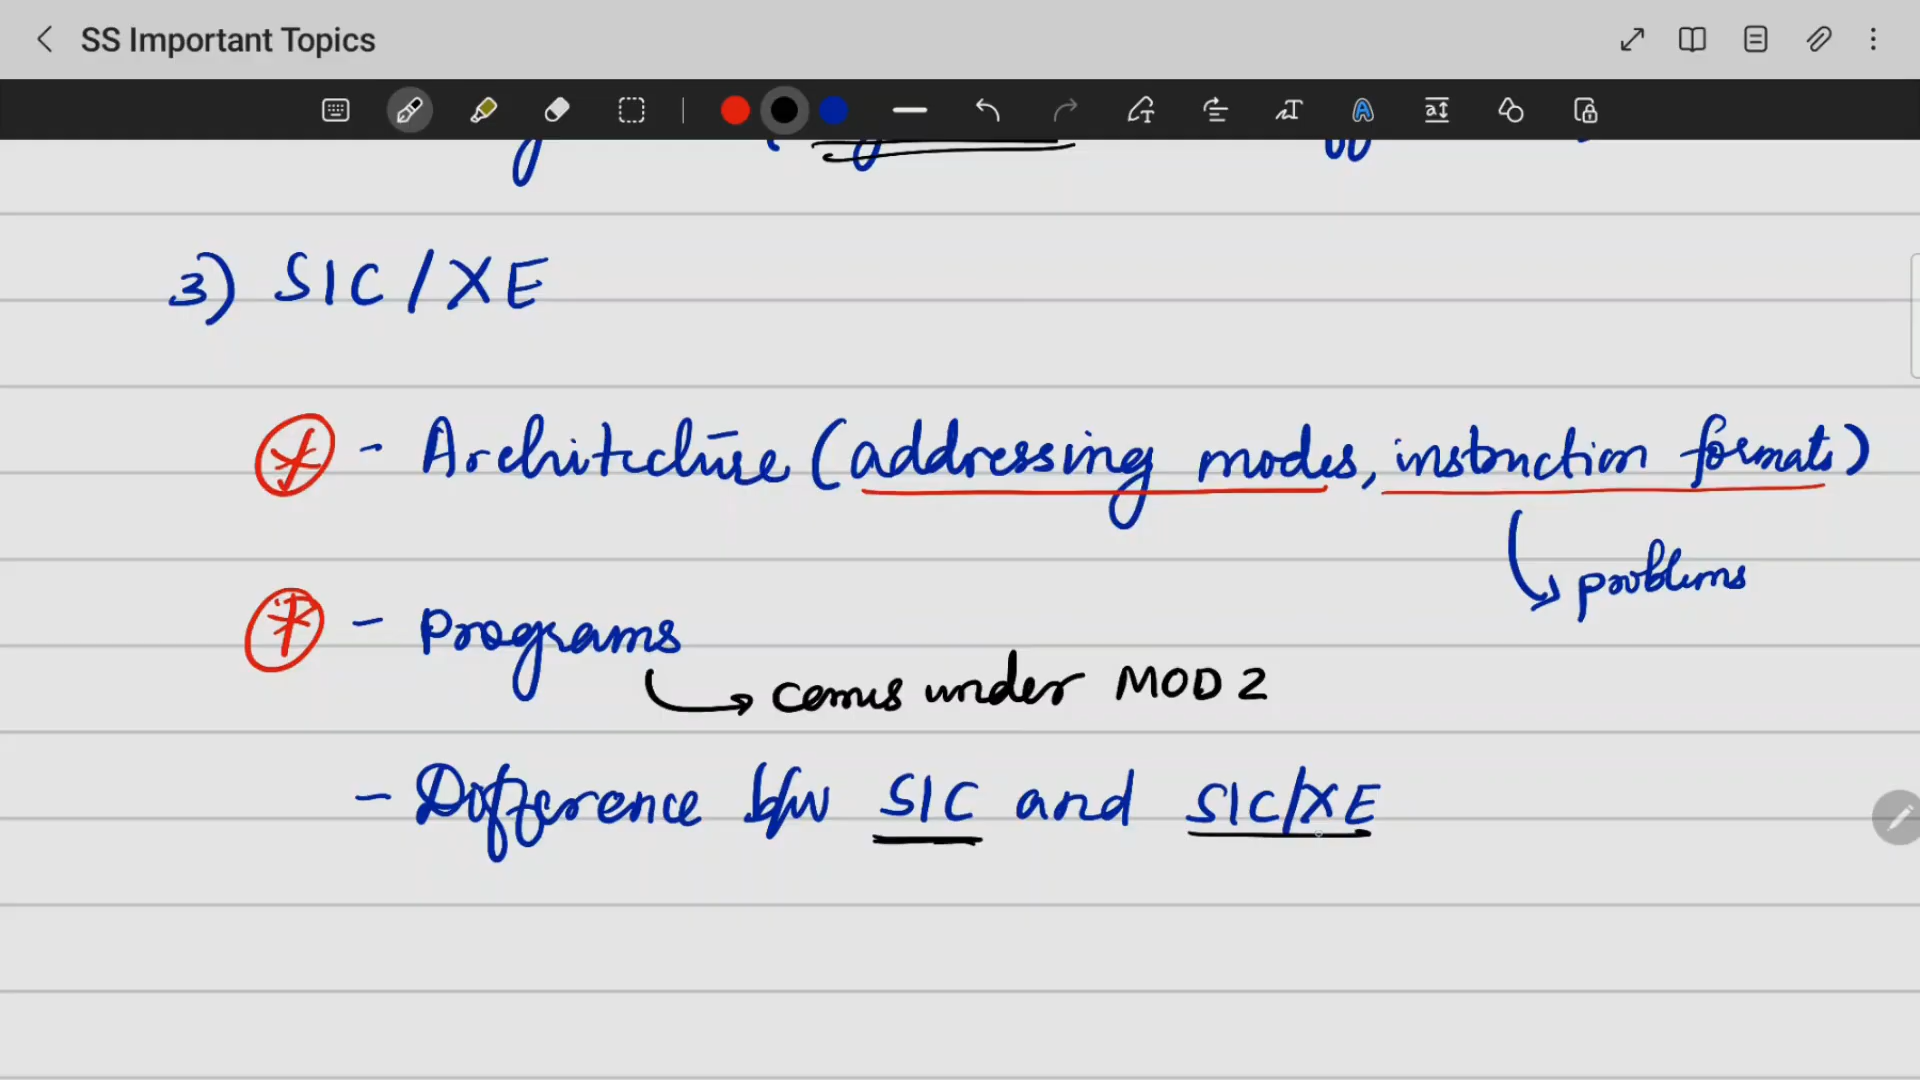 SS Important Topics
3) SIC / XE
- Architecture (addressing modes, instruction formats)
problems
- Programs
comes under MOD 2
- Difference b/w SIC and SIC/XE